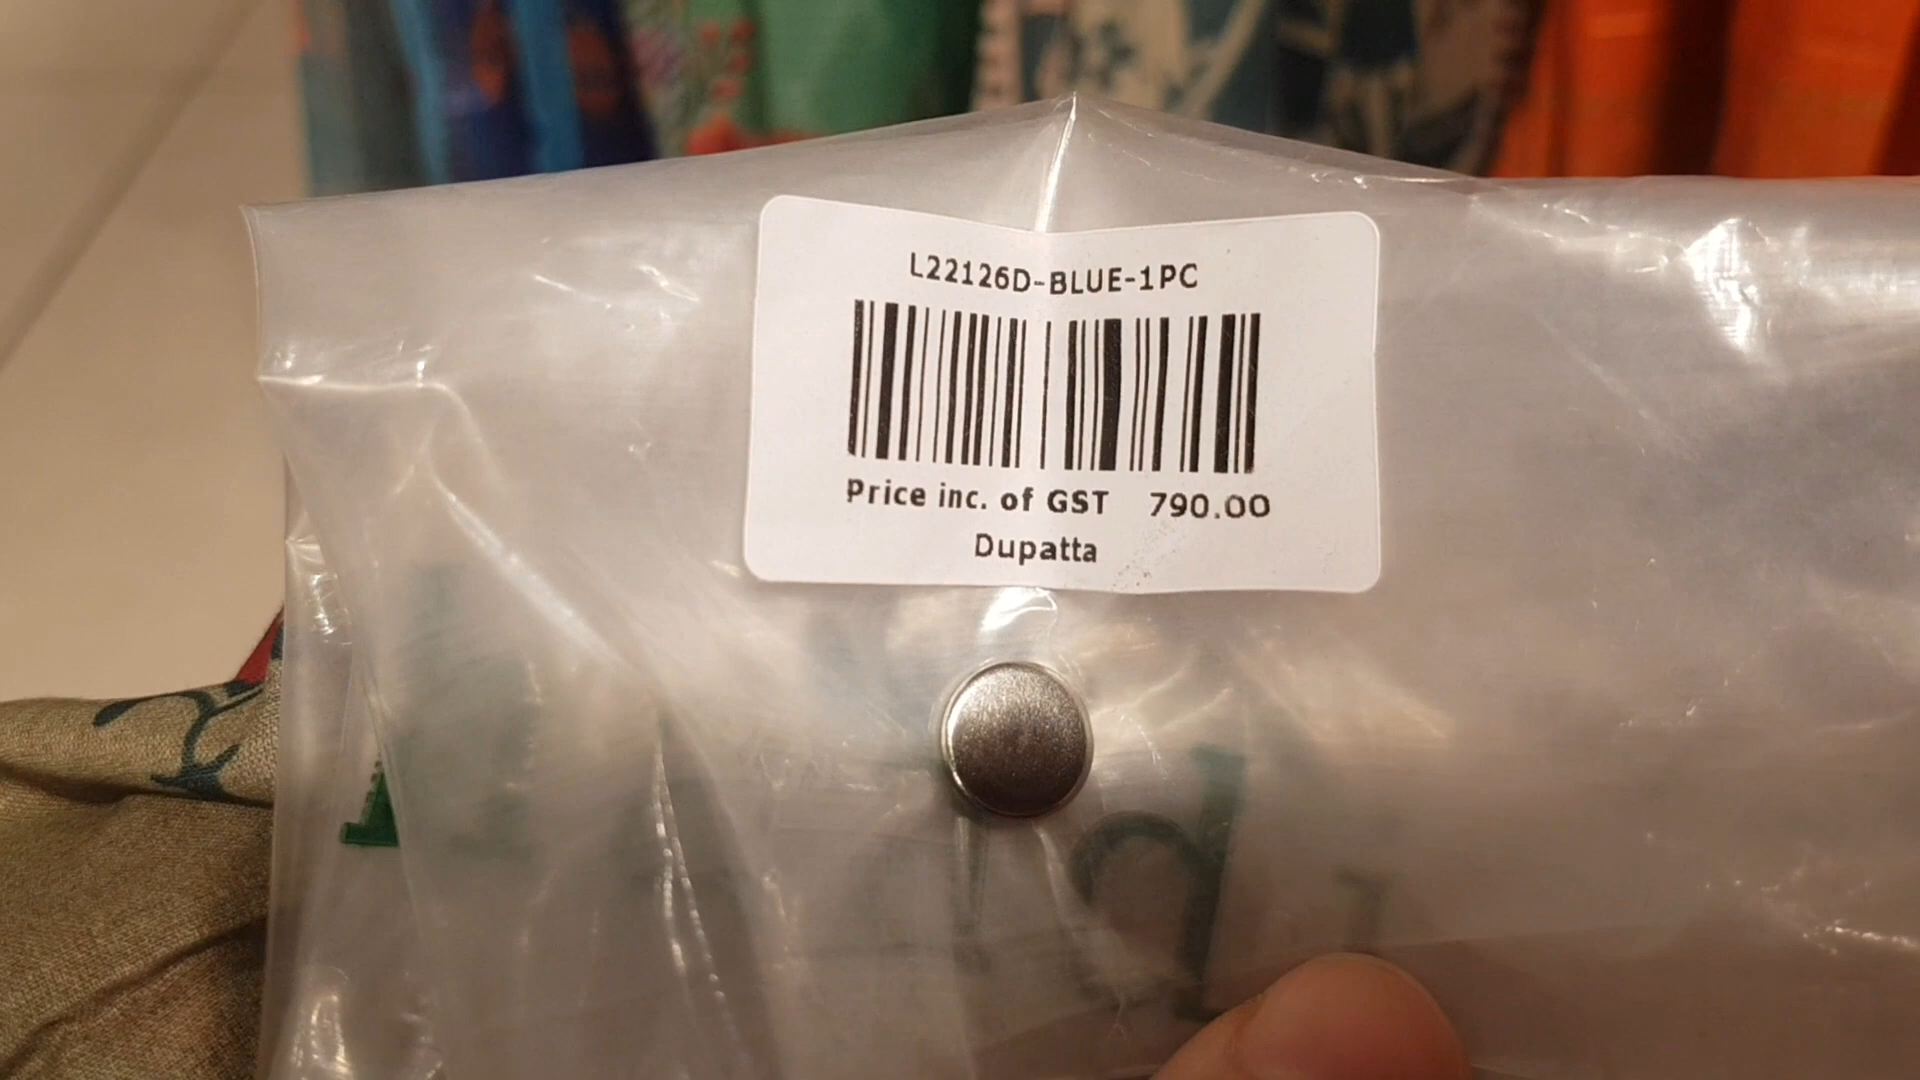 L22126D-BLUE-1PC
Price inc. of GST 790.00
Dupatta